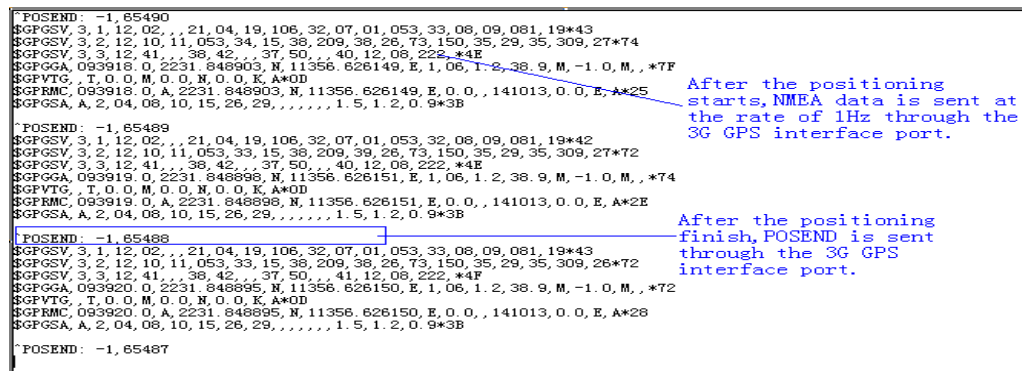 ^POSEND: -1,65490
$GPGSV,3,1,12,02,,,21,04,19,106,32,07,01,053,33,08,09,081,19*43
$GPGSV,3,2,12,10,11,053,34,15,38,209,38,26,73,150,35,29,35,309,27*74
$GPGSV,3,3,12,41,,,38,42,,,37,50,,,40,12,08,222,*4E
$GPGGA,093918.0,2231.848903,N,11356.626149,E,1,06,1.2,38.9,M,-1.0,M,,*7F
$GPVTG,,T,0.0,M,0.0,N,0.0,K,A*0D
$GPRMC,093918.0,A,2231.848903,N,11356.626149,E,0.0,,141013,0.0,E,A*25
$GPGSA,A,2,04,08,10,15,26,29,,,,,,,1.5,1.2,0.9*3B
After the positioning
starts,NMEA data is sent at
the rate of 1Hz through the
3G GPS interface port.
^POSEND: -1,65489
$GPGSV,3,1,12,02,,,21,04,19,106,32,07,01,053,32,08,09,081,19*42
$GPGSV,3,2,12,10,11,053,33,15,38,209,39,26,73,150,35,29,35,309,27*72
$GPGSV,3,3,12,41,,,38,42,,,37,50,,,40,12,08,222,*4E
$GPGGA,093919.0,2231.848898,N,11356.626151,E,1,06,1.2,38.9,M,-1.0,M,,*74
$GPVTG,,T,0.0,M,0.0,N,0.0,K,A*0D
$GPRMC,093919.0,A,2231.848898,N,11356.626151,E,0.0,,141013,0.0,E,A*2E
$GPGSA,A,2,04,08,10,15,26,29,,,,,,,1.5,1.2,0.9*3B
After the positioning
finish,POSEND is sent
through the 3G GPS
interface port.
^POSEND: -1,65488
$GPGSV,3,1,12,02,,,21,04,19,106,32,07,01,053,33,08,09,081,19*43
$GPGSV,3,2,12,10,11,053,33,15,38,209,38,26,73,150,35,29,35,309,26*72
$GPGSV,3,3,12,41,,,38,42,,,37,50,,,41,12,08,222,*4F
$GPGGA,093920.0,2231.848895,N,11356.626150,E,1,06,1.2,38.9,M,-1.0,M,,*72
$GPVTG,,T,0.0,M,0.0,N,0.0,K,A*0D
$GPRMC,093920.0,A,2231.848895,N,11356.626150,E,0.0,,141013,0.0,E,A*28
$GPGSA,A,2,04,08,10,15,26,29,,,,,,,1.5,1.2,0.9*3B
^POSEND: -1,65487